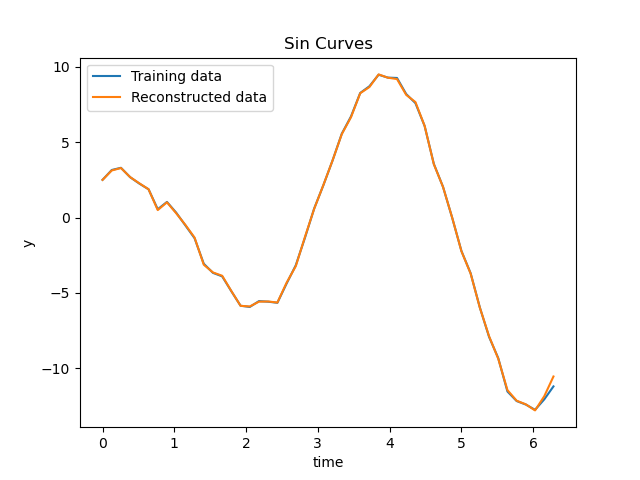 Sin Curves
Training data
Reconstructed data
10
5
0
−5
−10
y
0 1 2 3 4 5 6
time